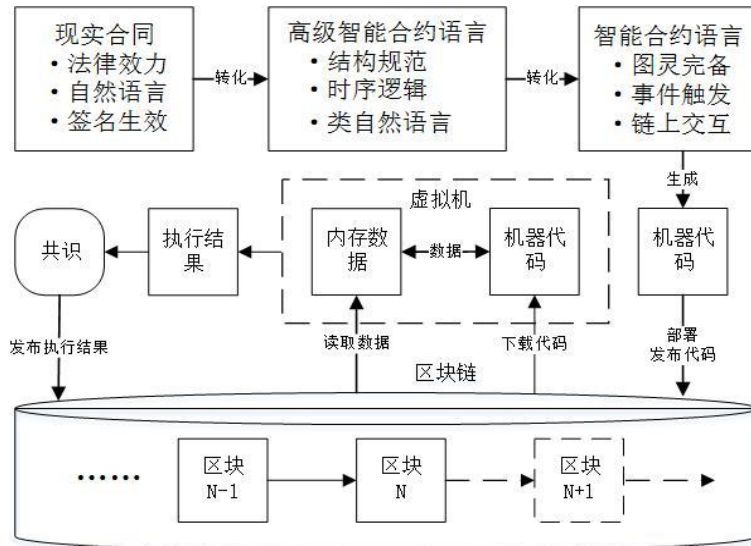 现实合同
• 法律效力
• 自然语言
• 签名生效
转化
高级智能合约语言
• 结构规范
• 时序逻辑
• 类自然语言
转化
智能合约语言
• 图灵完备
• 事件触发
• 链上交互
生成
虚拟机
共识
执行结
果
内存数
据
数据
机器代
码
机器代
码
发布执行结果
读取数据
下载代码
部署
发布代码
区块链
······
区块
N-1
区块
N
区块
N+1